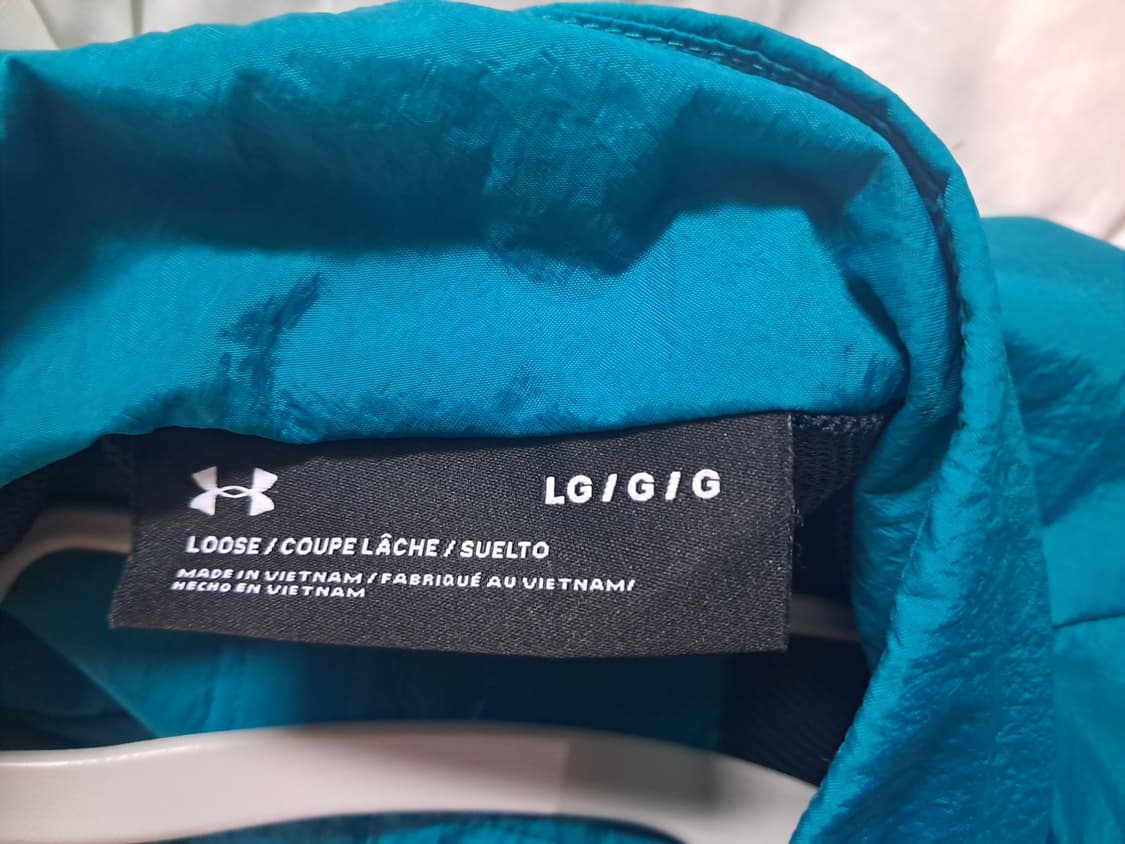 LG / G / G
LOOSE / COUPE LÂCHE / SUELTO
MADE IN VIETNAM / FABRIQUÉ AU VIETNAM/
HECHO EN VIETNAM